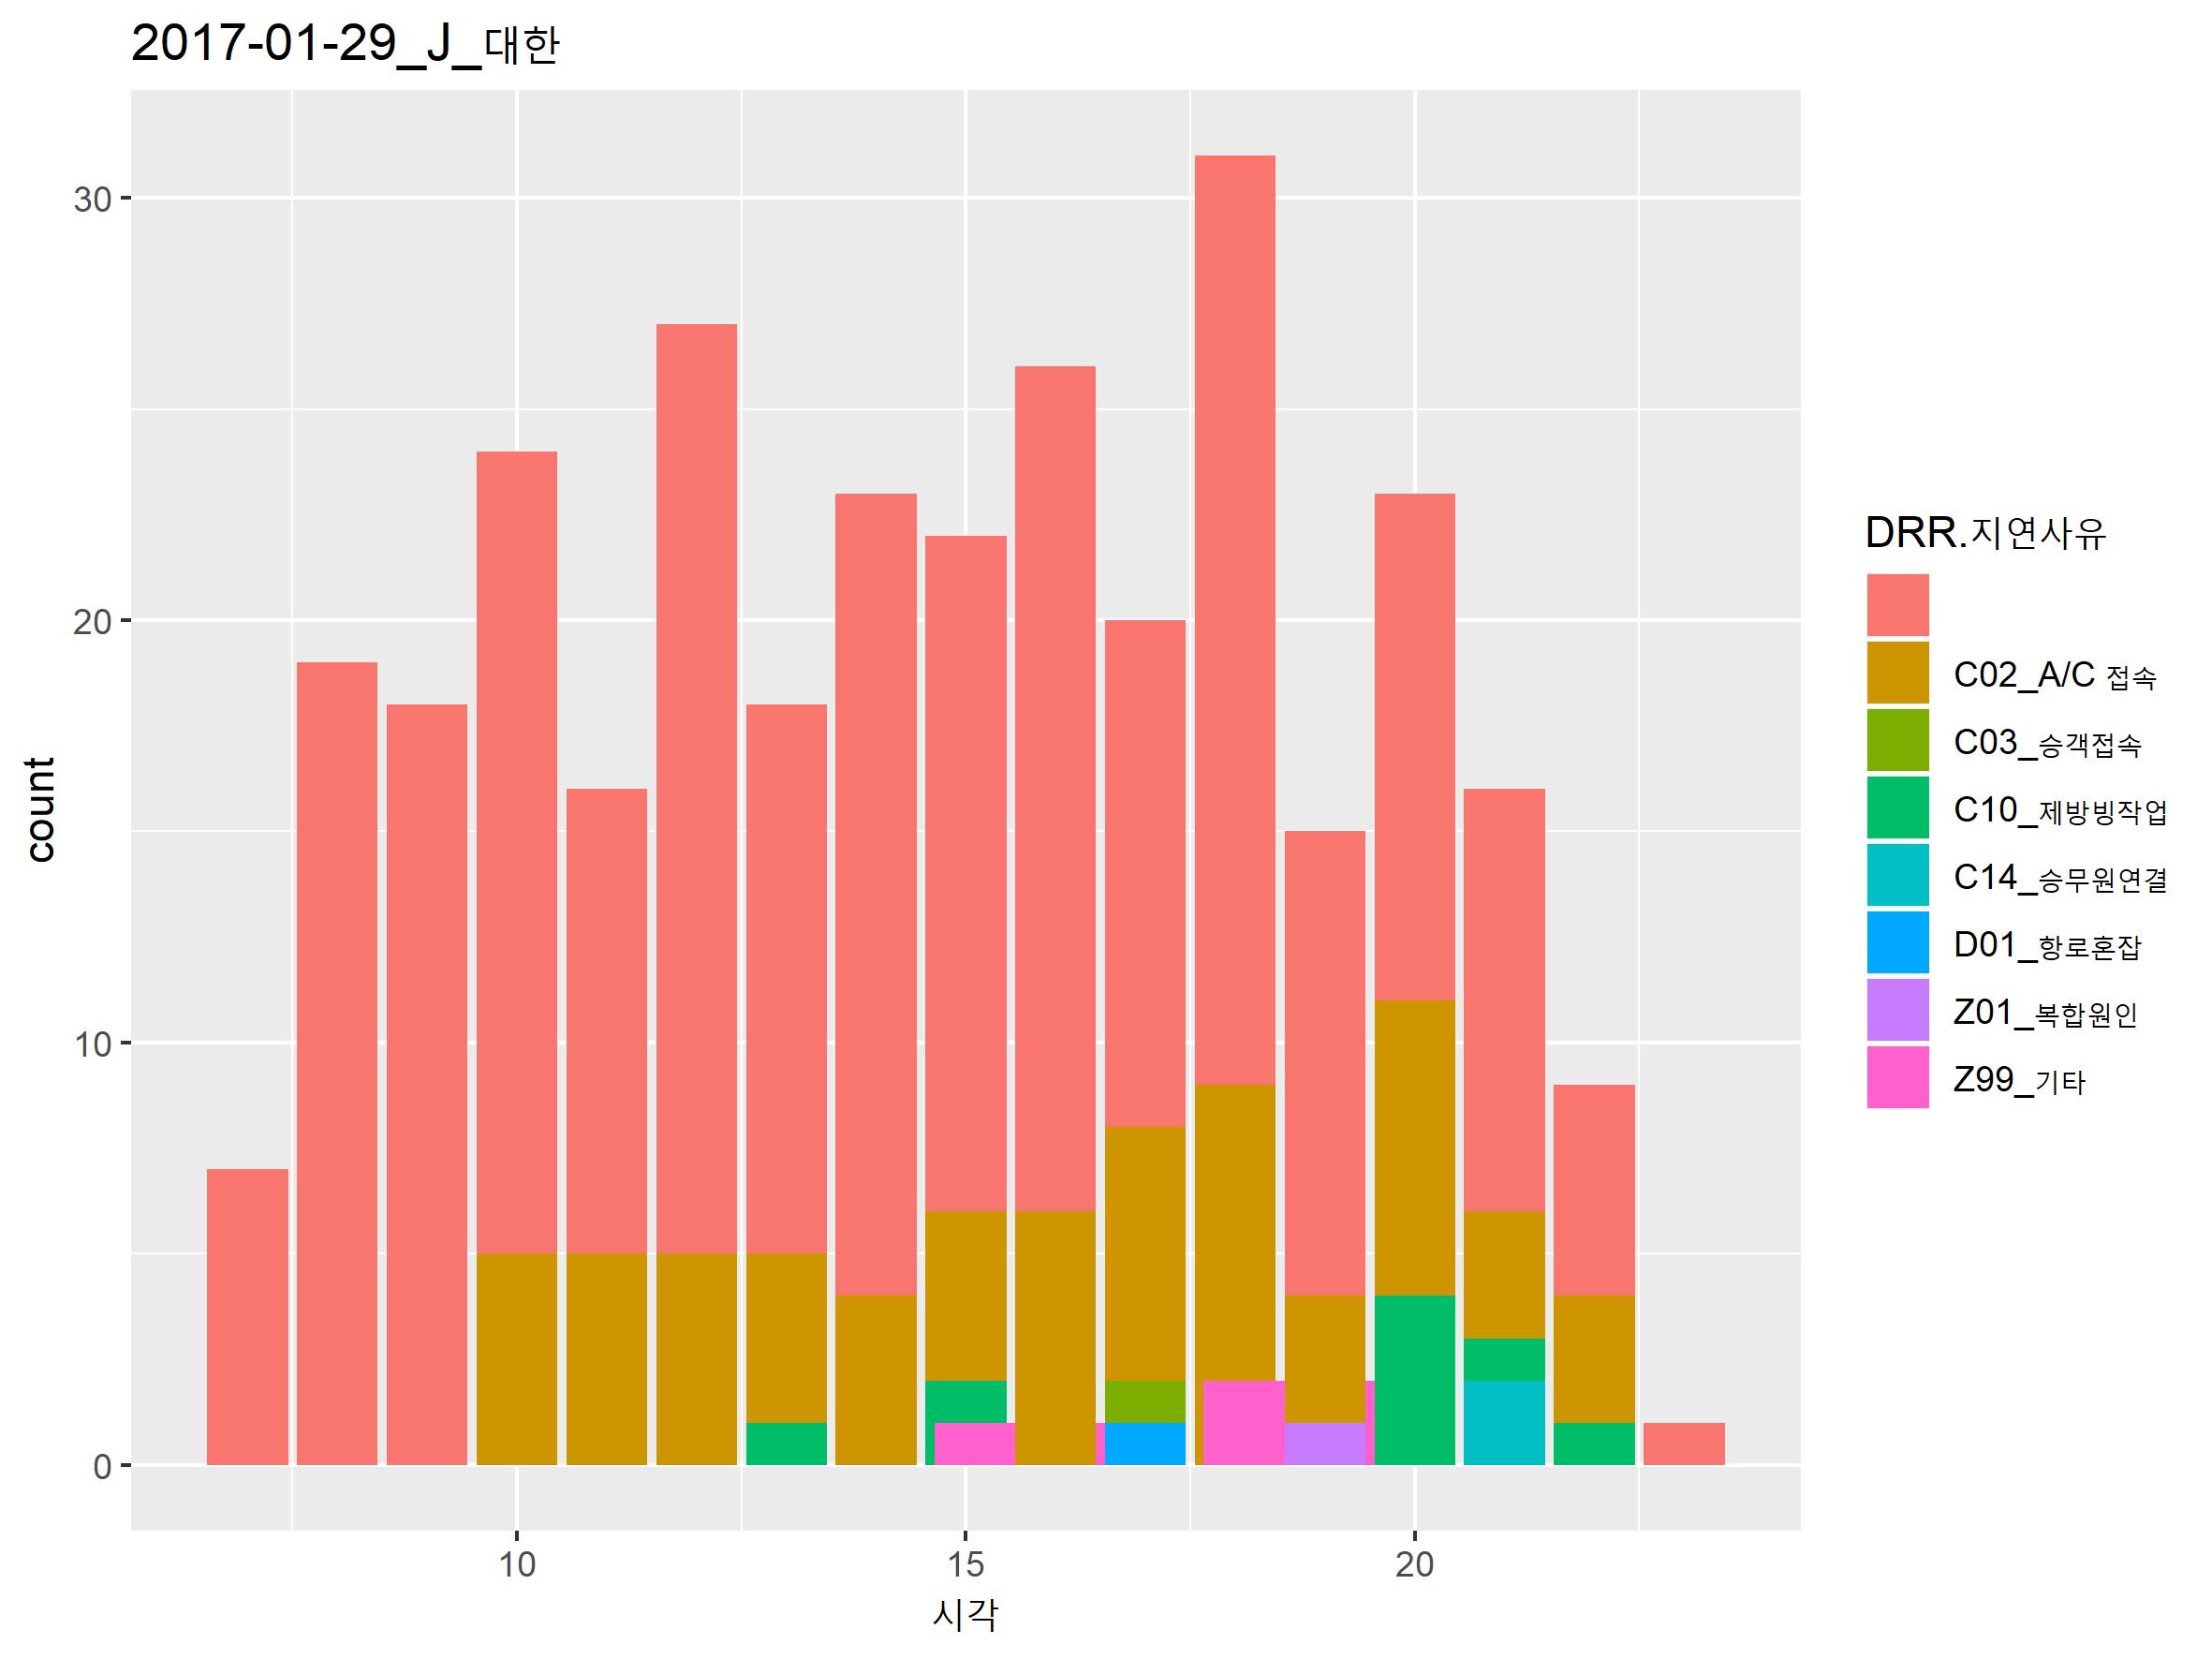 2017-01-29_J_대한
30
20
10
0
count
10
15
20
시각
DRR.지연사유
C02_A/C 접속
C03_승객접속
C10_제방빙작업
C14_승무원연결
D01_항로혼잡
Z01_복합원인
Z99_기타